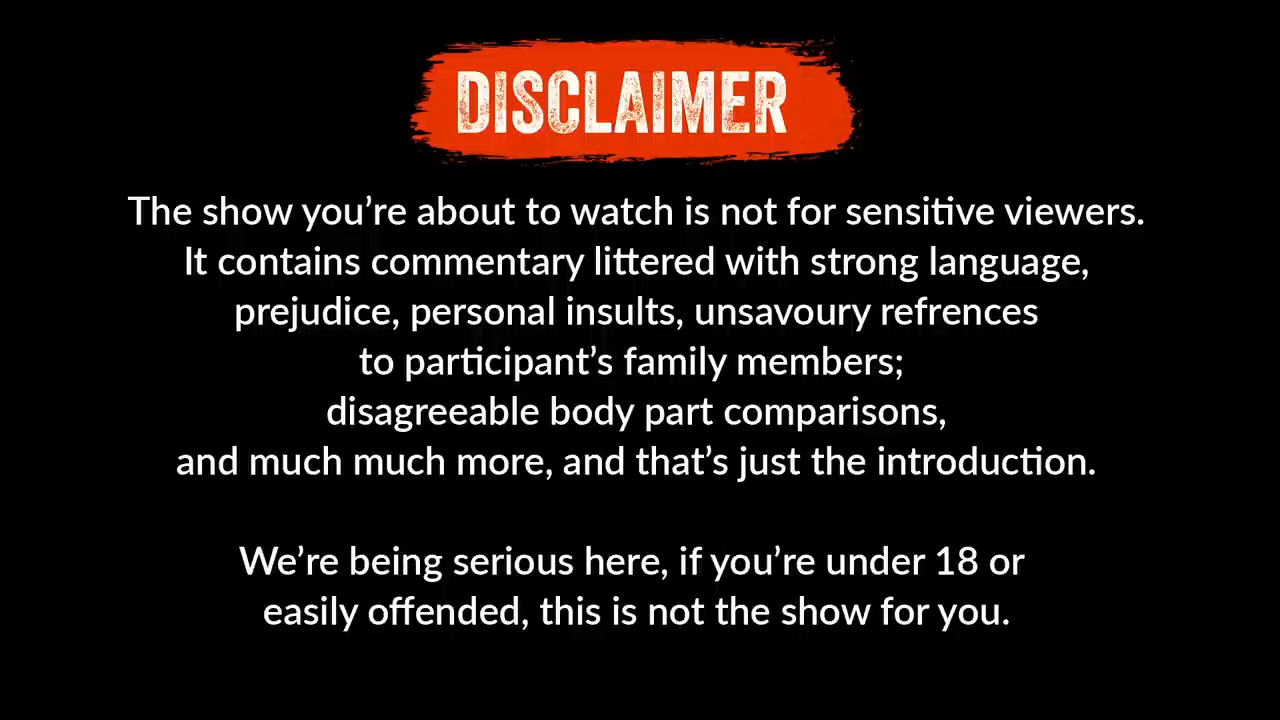 DISCLAIMER
The show you’re about to watch is not for sensitive viewers.
It contains commentary littered with strong language,
prejudice, personal insults, unsavoury refrences
to participant’s family members;
disagreeable body part comparisons,
and much much more, and that’s just the introduction.
We’re being serious here, if you’re under 18 or
easily offended, this is not the show for you.